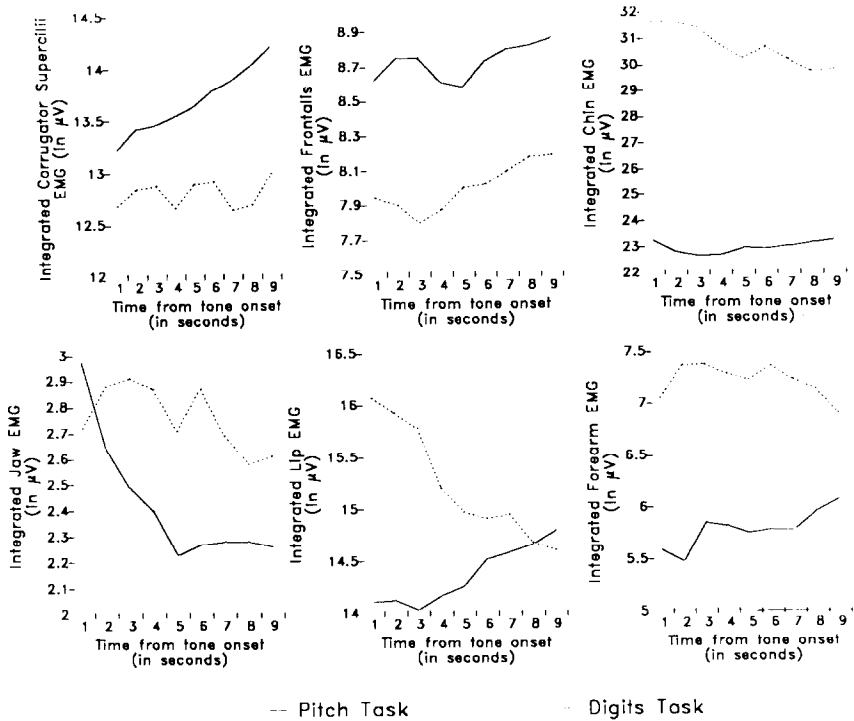 Integrated Corrugator Supercilii
EMG (in μV)
14.5-
14-
13.5-
13-
12.5-
12
1 2 3 4 5 6 7 8 9
Time from tone onset
(in seconds)
Integrated Frontalis EMG
(in μV)
8.9-
8.7-
8.5-
8.3-
8.1-
7.9-
7.7-
7.5
1 2 3 4 5 6 7 8 9
Time from tone onset
(in seconds)
Integrated Chin EMG
(in μV)
32-
31-
30-
29-
28-
27-
26-
25-
24-
23-
22
1 2 3 4 5 6 7 8 9
Time from tone onset
(in seconds)
Integrated Jaw EMG
(in μV)
3-
2.9-
2.8-
2.7-
2.6-
2.5-
2.4-
2.3-
2.2-
2.1-
2
1 2 3 4 5 6 7 8 9
Time from tone onset
(in seconds)
Integrated Lip EMG
(in μV)
16.5-
16-
15.5-
15-
14.5-
14
1 2 3 4 5 6 7 8 9
Time from tone onset
(in seconds)
Integrated Forearm EMG
(in μV)
7.5-
7-
6.5-
6-
5.5-
5
1 2 3 4 5 6 7 8 9
Time from tone onset
(in seconds)
Pitch Task
Digits Task